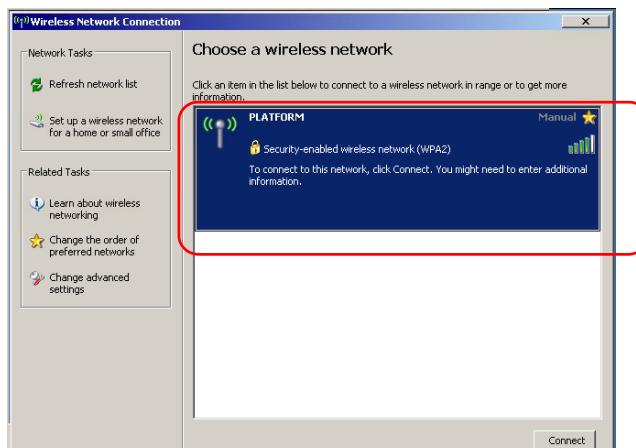 Wireless Network Connection
Network Tasks
Refresh network list
Set up a wireless network
for a home or small office
Related Tasks
Learn about wireless
networking
Change the order of
preferred networks
Change advanced
settings
Choose a wireless network
Click an item in the list below to connect to a wireless network in range or to get more
information.
PLATFORM Manual
Security-enabled wireless network (WPA2)
To connect to this network, click Connect. You might need to enter additional
information.
Connect